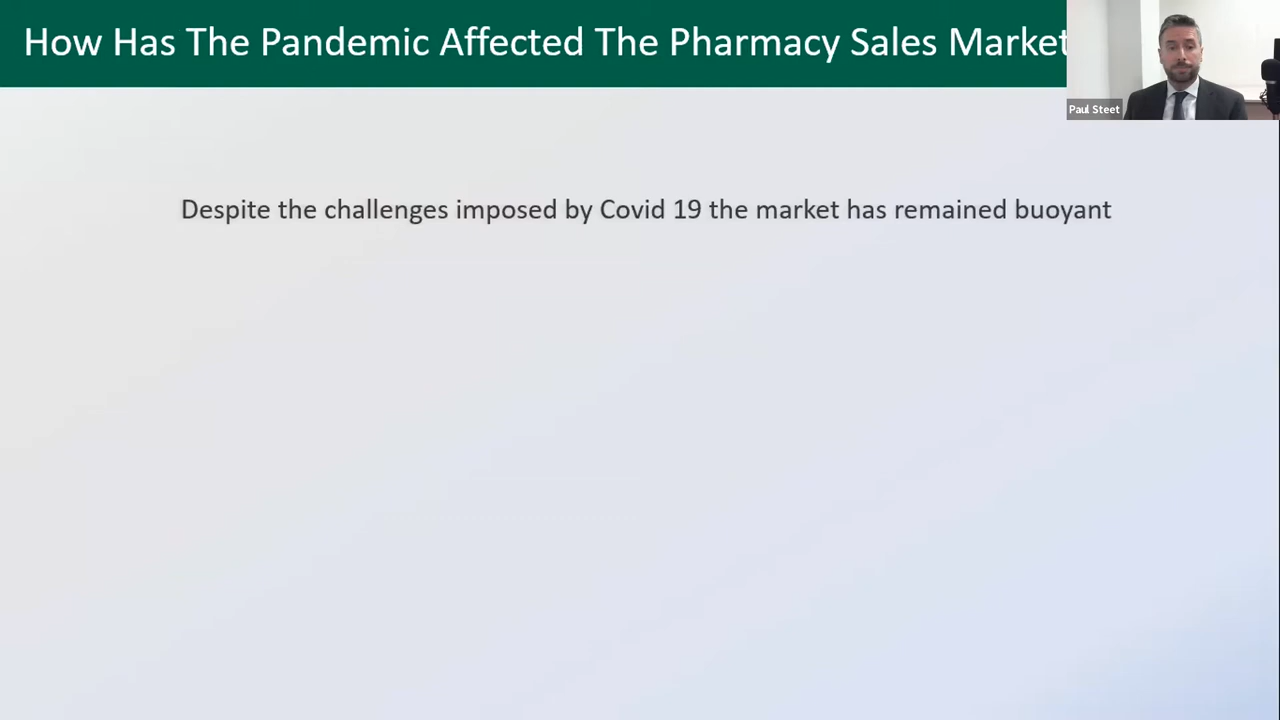 How Has The Pandemic Affected The Pharmacy Sales Market
Paul Steet
Despite the challenges imposed by Covid 19 the market has remained buoyant